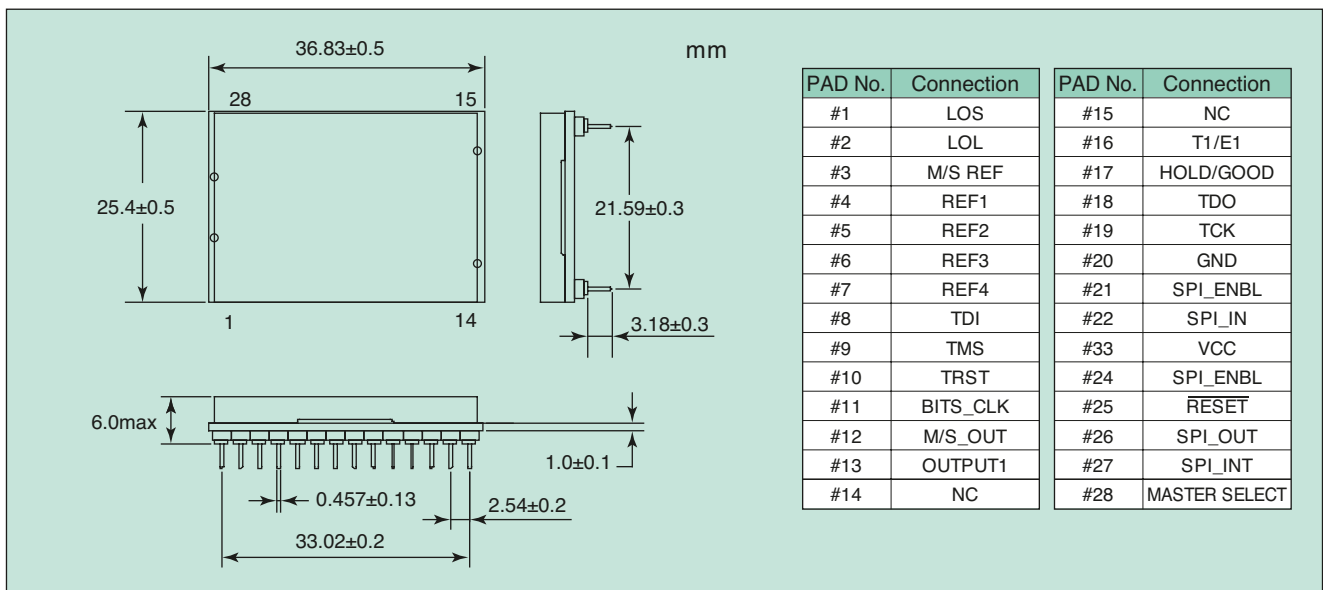 36.83±0.5
mm
28 15
25.4±0.5
21.59±0.3
1 14
3.18±0.3
6.0max
1.0±0.1
0.457±0.13
2.54±0.2
33.02±0.2
PAD No. Connection PAD No. Connection
#1 LOS #15 NC
#2 LOL #16 T1/E1
#3 M/S REF #17 HOLD/GOOD
#4 REF1 #18 TDO
#5 REF2 #19 TCK
#6 REF3 #20 GND
#7 REF4 #21 SPI_ENBL
#8 TDI #22 SPI_IN
#9 TMS #33 VCC
#10 TRST #24 SPI_ENBL
#11 BITS_CLK #25 R̅E̅S̅E̅T̅
#12 M/S_OUT #26 SPI_OUT
#13 OUTPUT1 #27 SPI_INT
#14 NC #28 MASTER SELECT